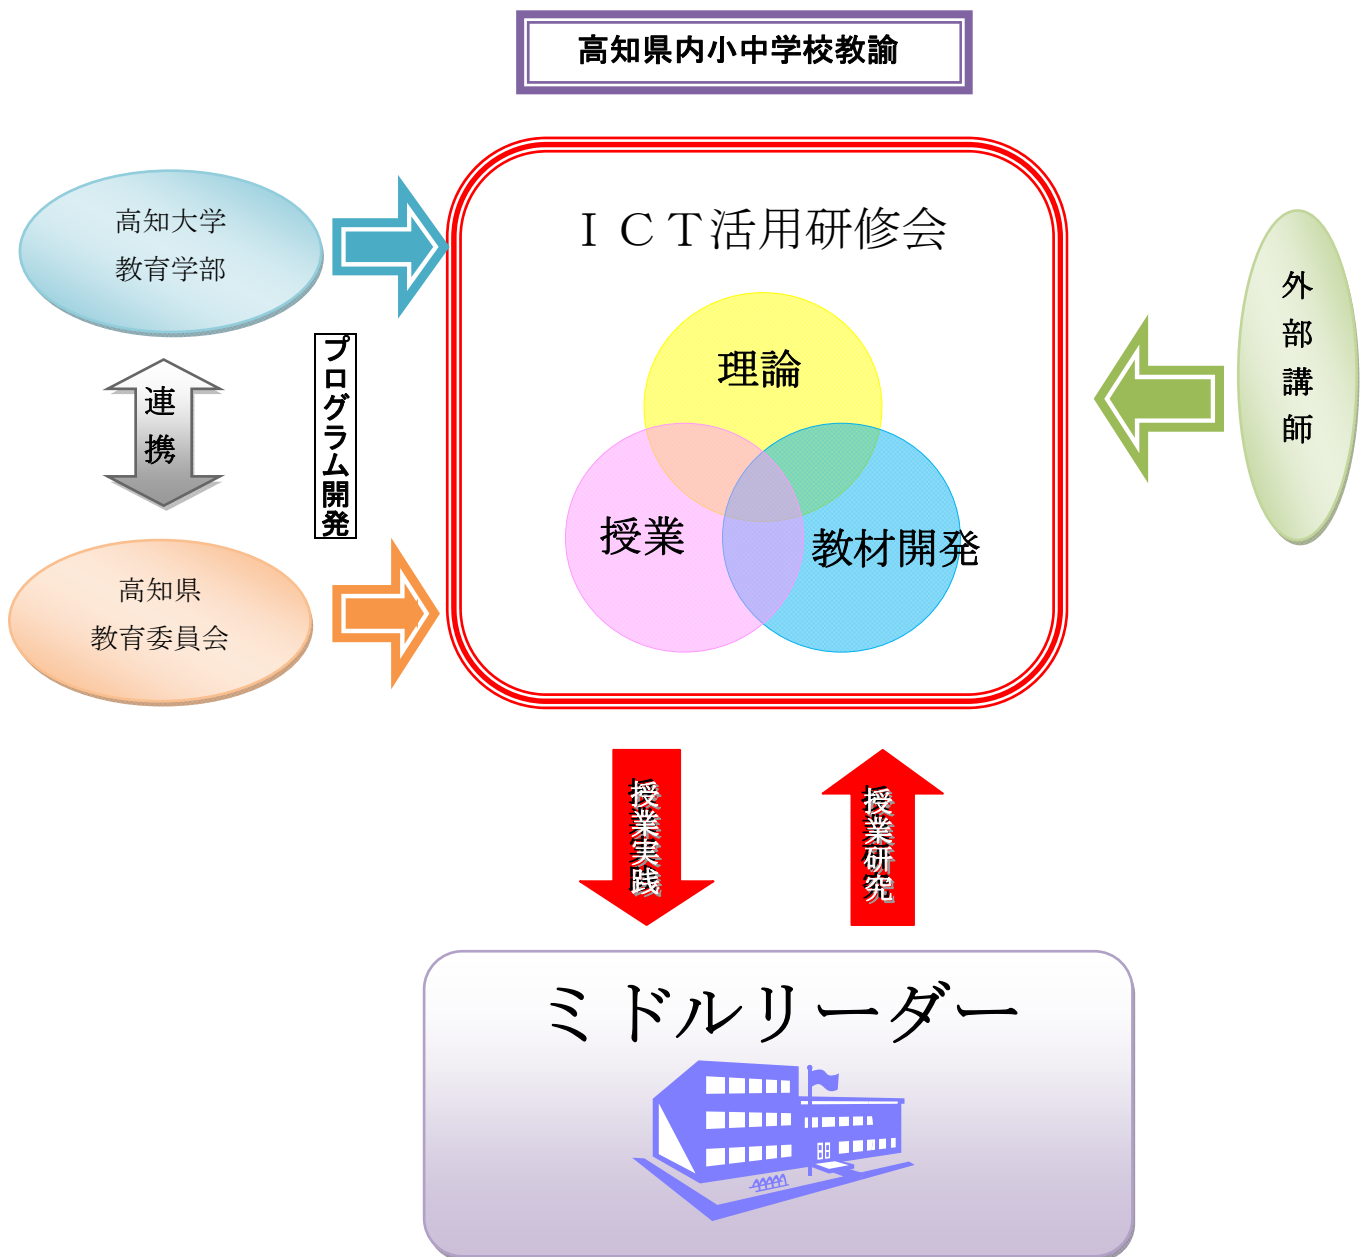 高知県内小中学校教諭
ＩＣＴ活用研修会
高知大学
教育学部
連携
高知県
教育委員会
プログラム開発
理論
授業
教材開発
外部講師
授業実践
授業研究
ミドルリーダー